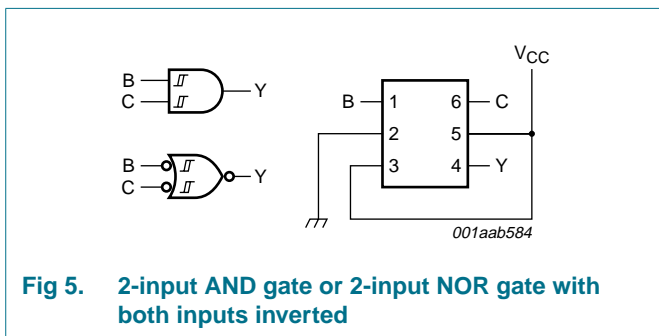 B
C
Y
B
C
Y
VCC
B 1 6 C
2 5
3 4 Y
001aab584
Fig 5. 2-input AND gate or 2-input NOR gate with
both inputs inverted